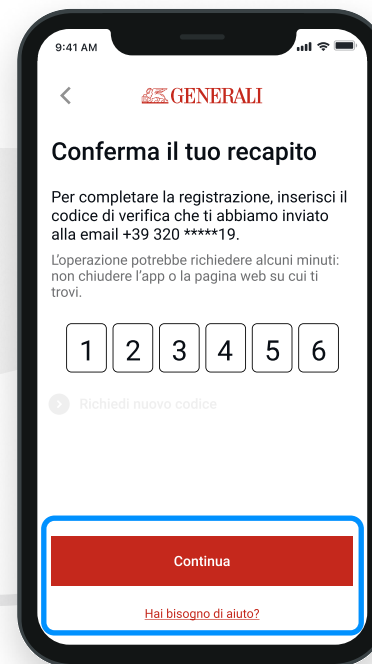 9:41 AM
GENERALI
Conferma il tuo recapito
Per completare la registrazione, inserisci il
codice di verifica che ti abbiamo inviato
alla email +39 320 *****19.
L'operazione potrebbe richiedere alcuni minuti:
non chiudere l'app o la pagina web su cui ti
trovi.
1 2 3 4 5 6
Richiedi nuovo codice
Continua
Hai bisogno di aiuto?